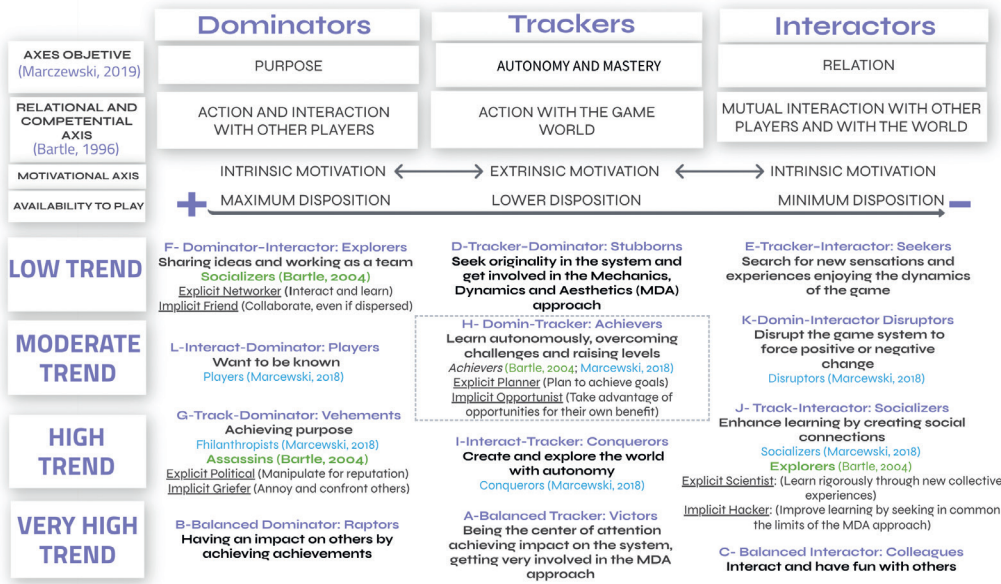 Dominators
Trackers
Interactors
AXES OBJETIVE
(Marczewski, 2019)
PURPOSE
AUTONOMY AND MASTERY
RELATION
RELATIONAL AND
COMPETENTIAL
AXIS
(Bartle, 1996)
ACTION AND INTERACTION
WITH OTHER PLAYERS
ACTION WITH THE GAME
WORLD
MUTUAL INTERACTION WITH OTHER
PLAYERS AND WITH THE WORLD
MOTIVATIONAL AXIS
INTRINSIC MOTIVATION
EXTRINSIC MOTIVATION
INTRINSIC MOTIVATION
AVAILABILITY TO PLAY
+
MAXIMUM DISPOSITION
LOWER DISPOSITION
MINIMUM DISPOSITION
−
LOW TREND
F- Dominator-Interactor: Explorers
Sharing ideas and working as a team
Socializers (Bartle, 2004)
Explicit Networker (Interact and learn)
Implicit Friend (Collaborate, even if dispersed)
D-Tracker-Dominator: Stubborns
Seek originality in the system and
get involved in the Mechanics,
Dynamics and Aesthetics (MDA)
approach
E-Tracker-Interactor: Seekers
Search for new sensations and
experiences enjoying the dynamics
of the game
MODERATE
TREND
L-Interact-Dominator: Players
Want to be known
Players (Marcewski, 2018)
H- Domin-Tracker: Achievers
Learn autonomously, overcoming
challenges and raising levels
Achievers (Bartle, 2004; Marcewski, 2018)
Explicit Planner (Plan to achieve goals)
Implicit Opportunist (Take advantage of
opportunities for their own benefit)
K-Domin-Interactor Disruptors
Disrupt the game system to
force positive or negative
change
Disruptors (Marcewski, 2018)
HIGH
TREND
G-Track-Dominator: Vehements
Achieving purpose
Fhilanthropists (Marcewski, 2018)
Assassins (Bartle, 2004)
Explicit Political (Manipulate for reputation)
Implicit Griefer (Annoy and confront others)
I-Interact-Tracker: Conquerors
Create and explore the world
with autonomy
Conquerors (Marcewski, 2018)
J- Track-Interactor: Socializers
Enhance learning by creating social
connections
Socializers (Marcewski, 2018)
Explorers (Bartle, 2004)
Explicit Scientist: (Learn rigorously through new collective
experiences)
Implicit Hacker: (Improve learning by seeking in common
the limits of the MDA approach)
VERY HIGH
TREND
B-Balanced Dominator: Raptors
Having an impact on others by
achieving achievements
A-Balanced Tracker: Victors
Being the center of attention
achieving impact on the system,
getting very involved in the MDA
approach
C- Balanced Interactor: Colleagues
Interact and have fun with others